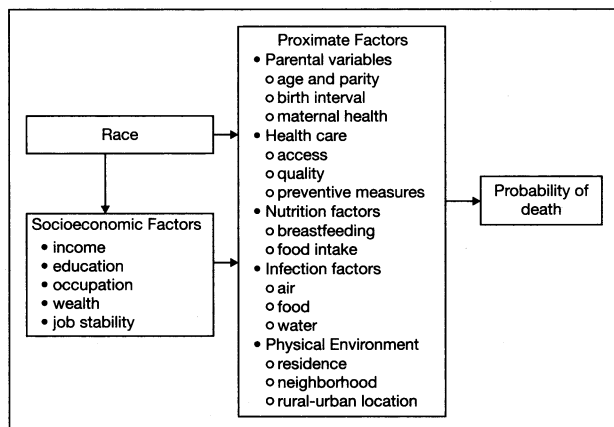 Race
Socioeconomic Factors
• income
• education
• occupation
• wealth
• job stability
Proximate Factors
• Parental variables
o age and parity
o birth interval
o maternal health
• Health care
o access
o quality
o preventive measures
• Nutrition factors
o breastfeeding
o food intake
• Infection factors
o air
o food
o water
• Physical Environment
o residence
o neighborhood
o rural-urban location
Probability of
death